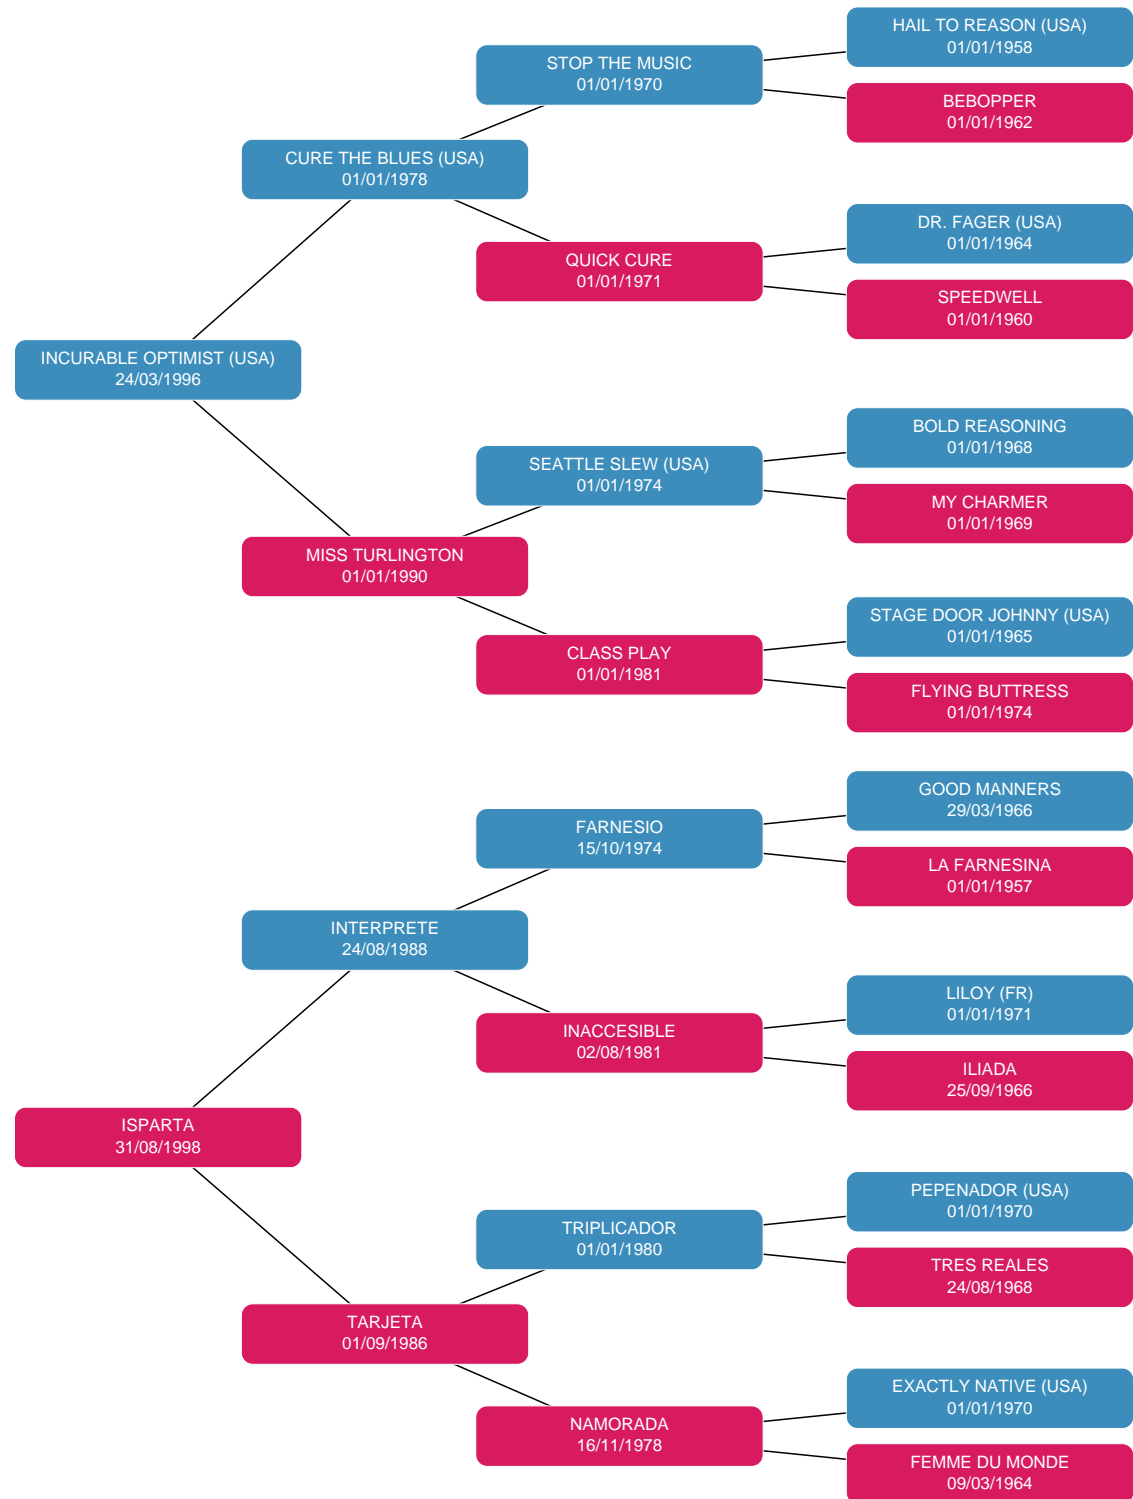 HAIL TO REASON (USA)
01/01/1958
STOP THE MUSIC
01/01/1970
BEBOPPER
01/01/1962
CURE THE BLUES (USA)
01/01/1978
DR. FAGER (USA)
01/01/1964
QUICK CURE
01/01/1971
SPEEDWELL
01/01/1960
INCURABLE OPTIMIST (USA)
24/03/1996
BOLD REASONING
01/01/1968
SEATTLE SLEW (USA)
01/01/1974
MY CHARMER
01/01/1969
MISS TURLINGTON
01/01/1990
STAGE DOOR JOHNNY (USA)
01/01/1965
CLASS PLAY
01/01/1981
FLYING BUTTRESS
01/01/1974
GOOD MANNERS
29/03/1966
FARNESIO
15/10/1974
LA FARNESINA
01/01/1957
INTERPRETE
24/08/1988
LILOY (FR)
01/01/1971
INACCESIBLE
02/08/1981
ILIADA
25/09/1966
ISPARTA
31/08/1998
PEPENADOR (USA)
01/01/1970
TRIPLICADOR
01/01/1980
TRES REALES
24/08/1968
TARJETA
01/09/1986
EXACTLY NATIVE (USA)
01/01/1970
NAMORADA
16/11/1978
FEMME DU MONDE
09/03/1964